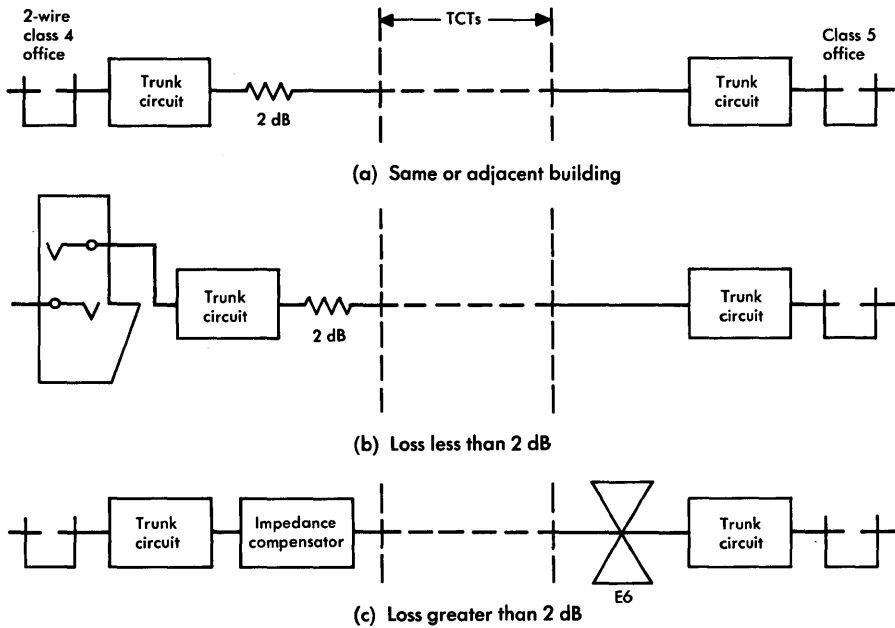 2-wire
class 4
office
TCTs
Class 5
office
Trunk
circuit
2 dB
Trunk
circuit
(a) Same or adjacent building
Trunk
circuit
2 dB
Trunk
circuit
(b) Loss less than 2 dB
Trunk
circuit
Impedance
compensator
E6
Trunk
circuit
(c) Loss greater than 2 dB